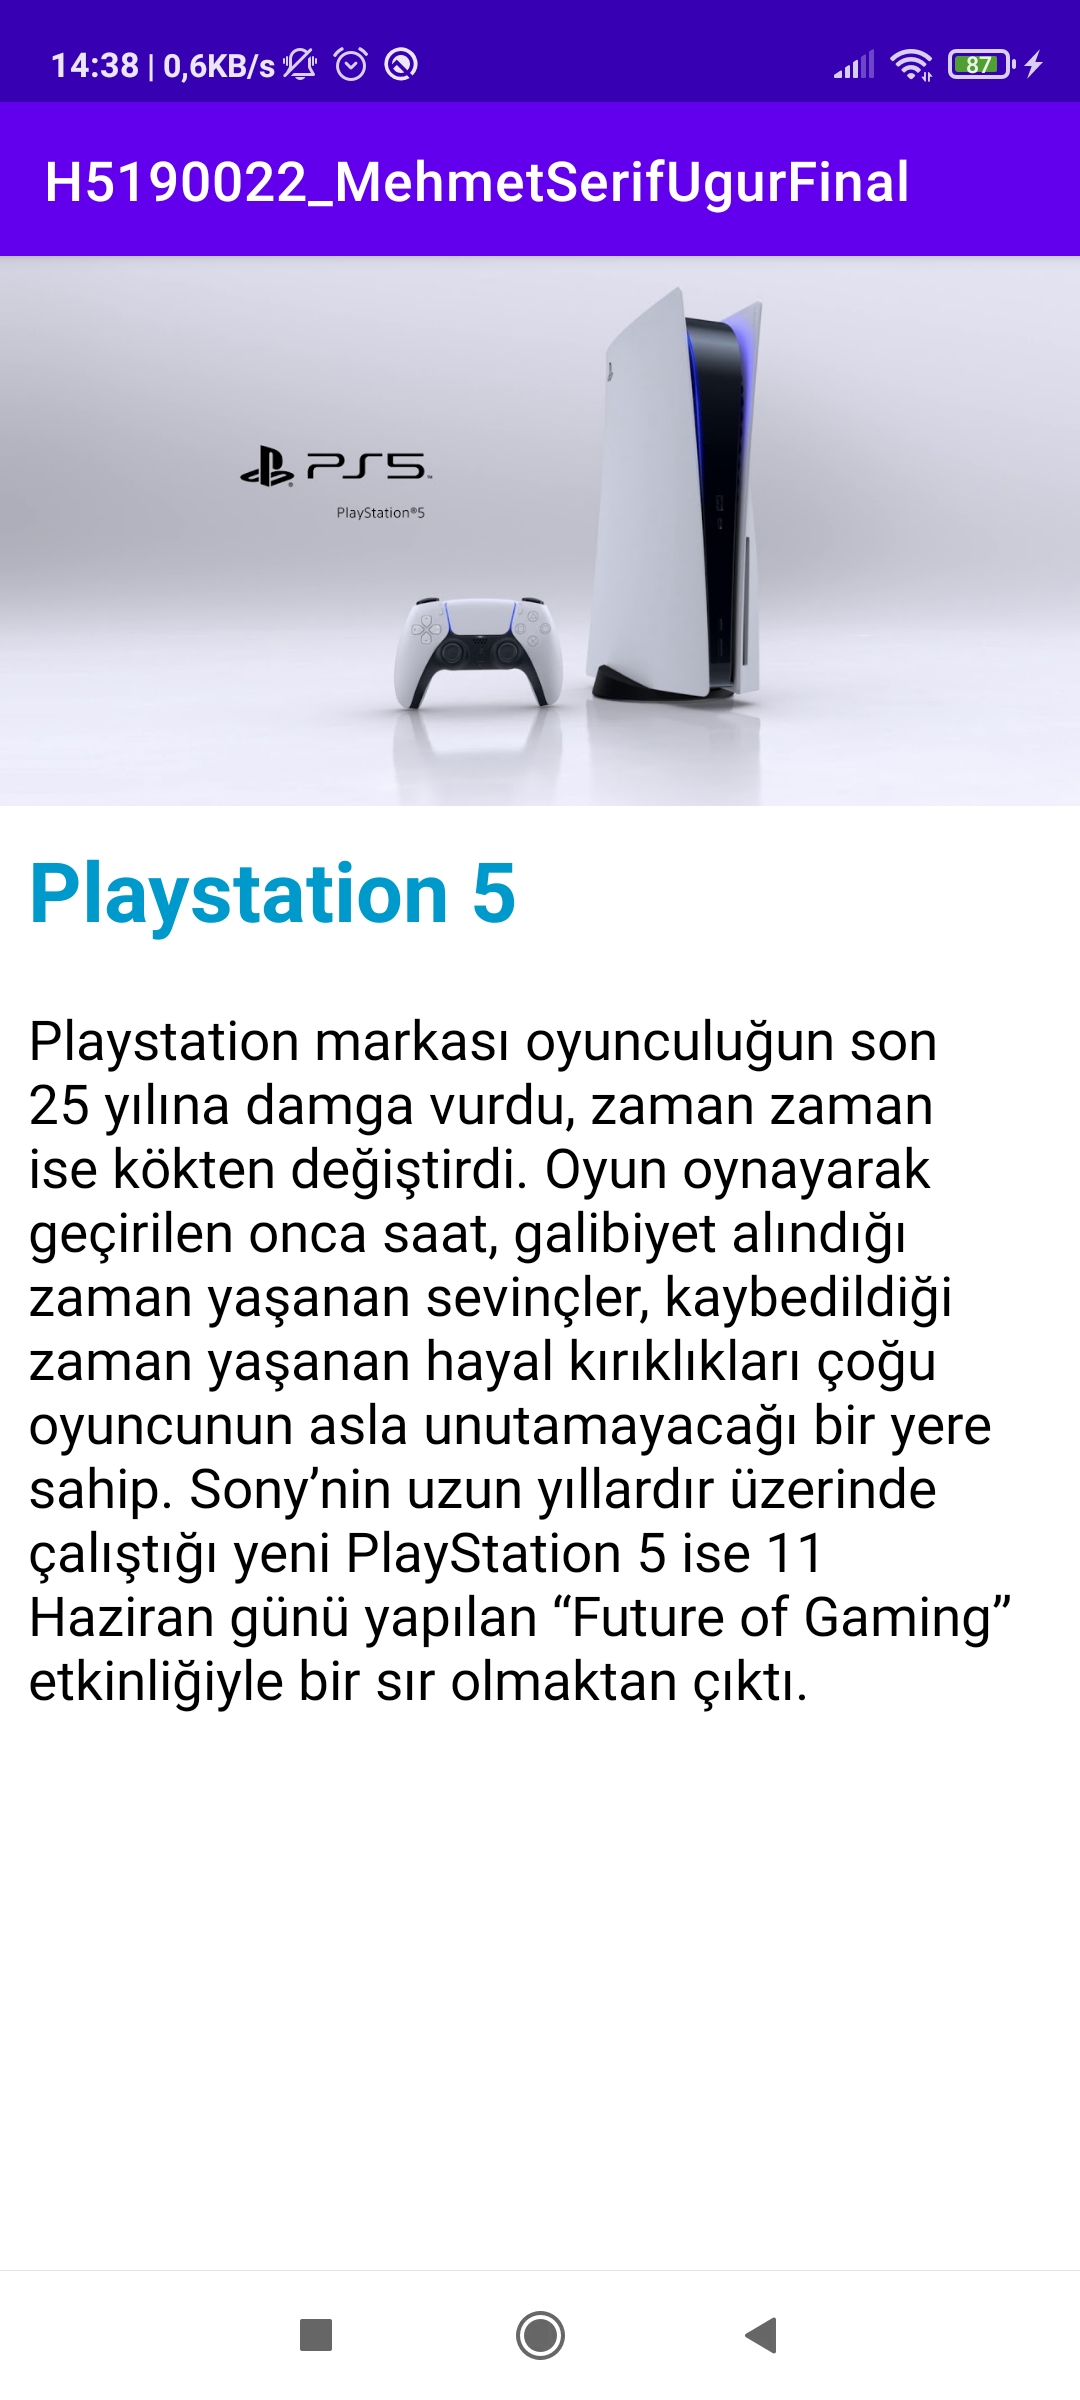 14:38 | 0,6KB/s
87
H5190022_MehmetSerifUgurFinal
PS5
PlayStation®5
Playstation 5
Playstation markası oyunculuğun son
25 yılına damga vurdu, zaman zaman
ise kökten değiştirdi. Oyun oynayarak
geçirilen onca saat, galibiyet alındığı
zaman yaşanan sevinçler, kaybedildiği
zaman yaşanan hayal kırıklıkları çoğu
oyuncunun asla unutamayacağı bir yere
sahip. Sony’nin uzun yıllardır üzerinde
çalıştığı yeni PlayStation 5 ise 11
Haziran günü yapılan “Future of Gaming”
etkinliğiyle bir sır olmaktan çıktı.